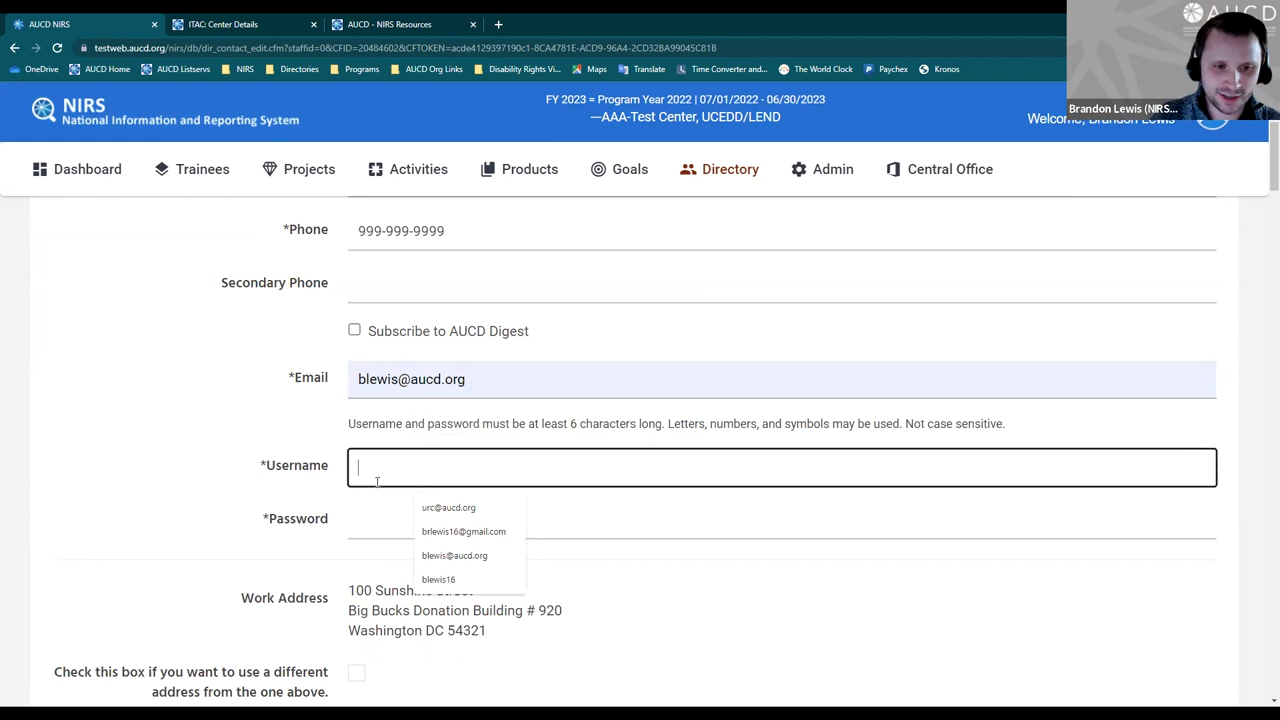 AUCD NIRS
ITAC: Center Details
AUCD - NIRS Resources
AUCD
testweb.aucd.org/nirs/db/dir_contact_edit.cfm?staffid=0&CFID=20484602&CFTOKEN=acde4129397190c1-8CA4781E-ACD9-96A4-2CD32BA99045C81B
OneDrive
AUCD Home
AUCD Listservs
NIRS
Directories
Programs
AUCD Org Links
Disability Rights Vi...
Maps
Translate
Time Converter and...
The World Clock
Paychex
Kronos
Brandon Lewis (NIRS...
NIRS
National Information and Reporting System
FY 2023 = Program Year 2022 | 07/01/2022 - 06/30/2023
—AAA-Test Center, UCEDD/LEND
Welcome, Brandon Lewis
Dashboard
Trainees
Projects
Activities
Products
Goals
Directory
Admin
Central Office
*Phone
999-999-9999
Secondary Phone
Subscribe to AUCD Digest
*Email
blewis@aucd.org
Username and password must be at least 6 characters long. Letters, numbers, and symbols may be used. Not case sensitive.
*Username
urc@aucd.org
*Password
brlewis16@gmail.com
blewis@aucd.org
blewis16
Work Address
100 Sunshine Street
Big Bucks Donation Building # 920
Washington DC 54321
Check this box if you want to use a different
address from the one above.